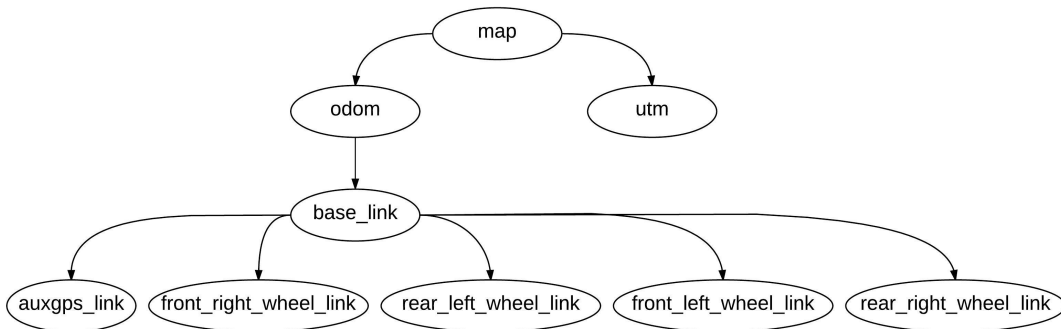 map
odom
utm
base_link
auxgps_link
front_right_wheel_link
rear_left_wheel_link
front_left_wheel_link
rear_right_wheel_link